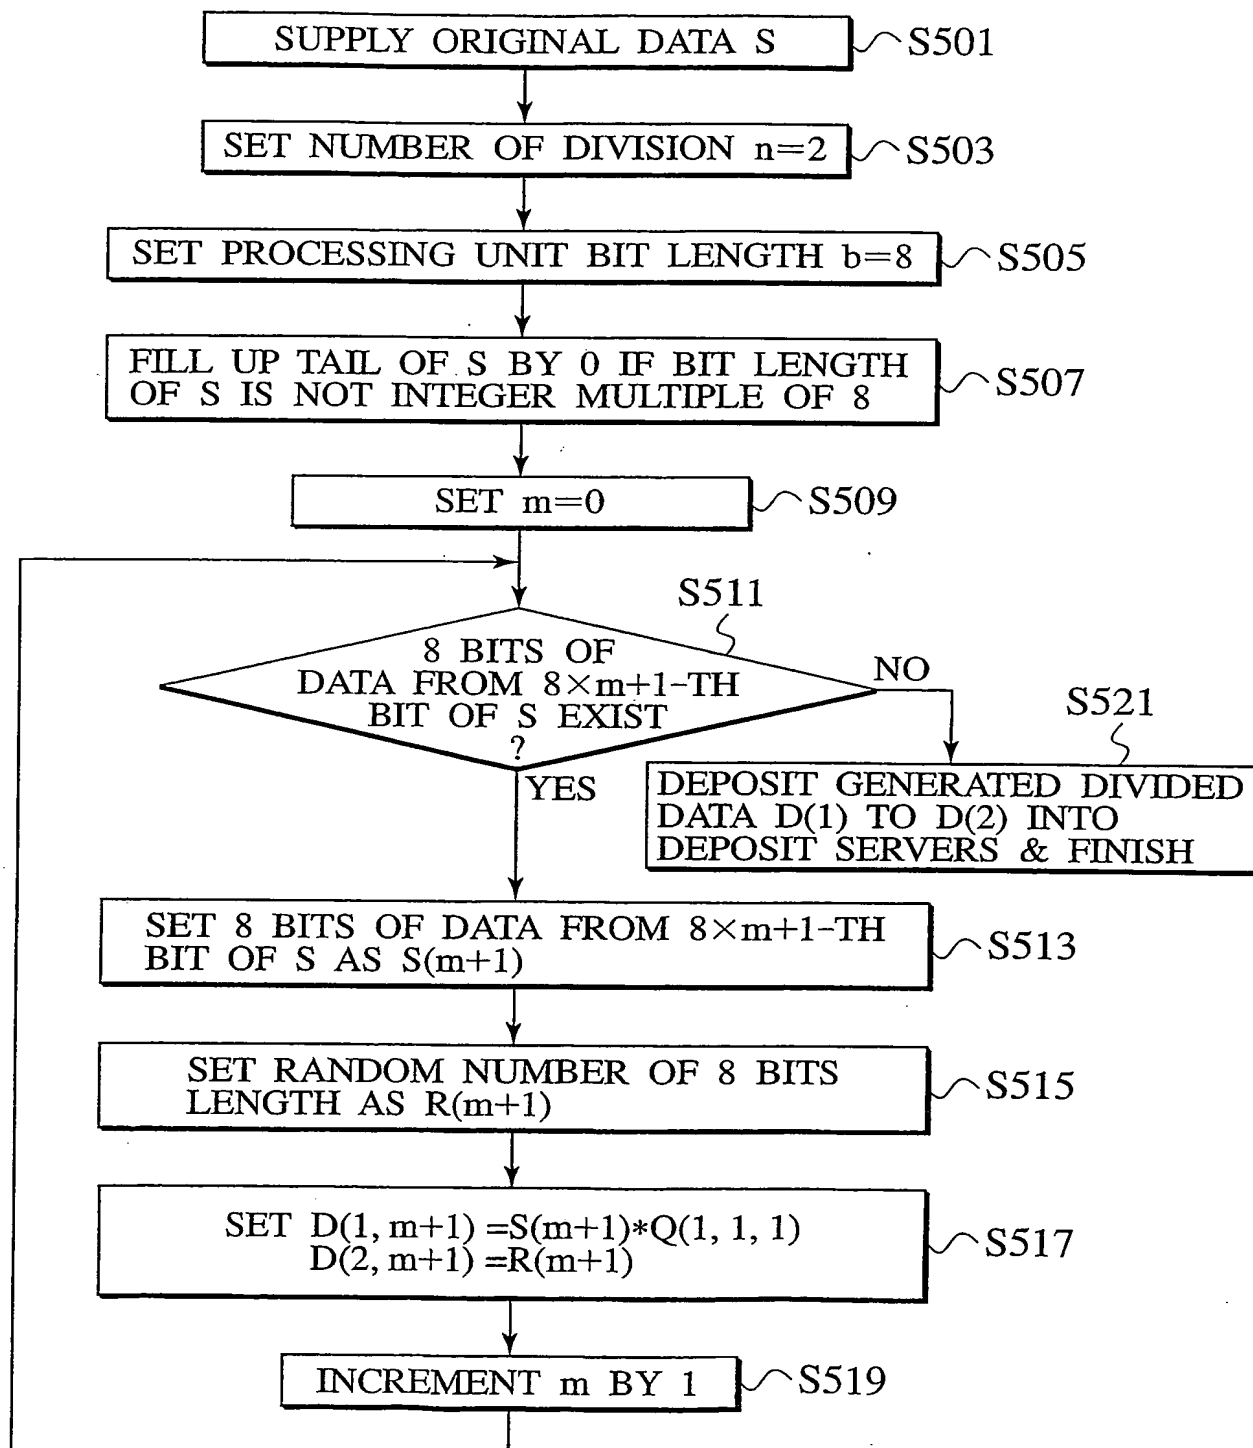 SUPPLY ORIGINAL DATA S
S501
SET NUMBER OF DIVISION n=2
S503
SET PROCESSING UNIT BIT LENGTH b=8
S505
FILL UP TAIL OF S BY 0 IF BIT LENGTH
OF S IS NOT INTEGER MULTIPLE OF 8
S507
SET m=0
S509
S511
8 BITS OF
DATA FROM 8×m+1-TH
BIT OF S EXIST
?
NO
YES
S521
DEPOSIT GENERATED DIVIDED
DATA D(1) TO D(2) INTO
DEPOSIT SERVERS & FINISH
SET 8 BITS OF DATA FROM 8×m+1-TH
BIT OF S AS S(m+1)
S513
SET RANDOM NUMBER OF 8 BITS
LENGTH AS R(m+1)
S515
SET D(1, m+1) =S(m+1)*Q(1, 1, 1)
D(2, m+1) =R(m+1)
S517
INCREMENT m BY 1
S519